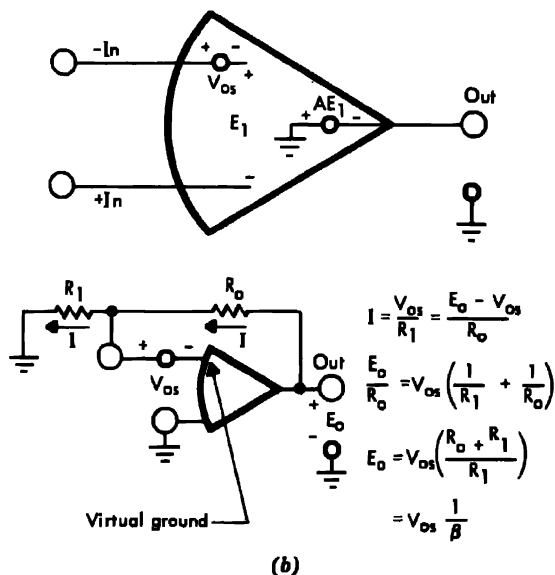 -In
+ -
V_os
+
E_1
AE_1
+ -
Out
-
+In
R_1
I
R_o
I
+ -
V_os
Out
+
E_o
-
Virtual ground
I = V_os / R_1 = (E_o - V_os) / R_o
E_o / R_o = V_os (1 / R_1 + 1 / R_o)
E_o = V_os ((R_o + R_1) / R_1)
= V_os 1 / β
(b)